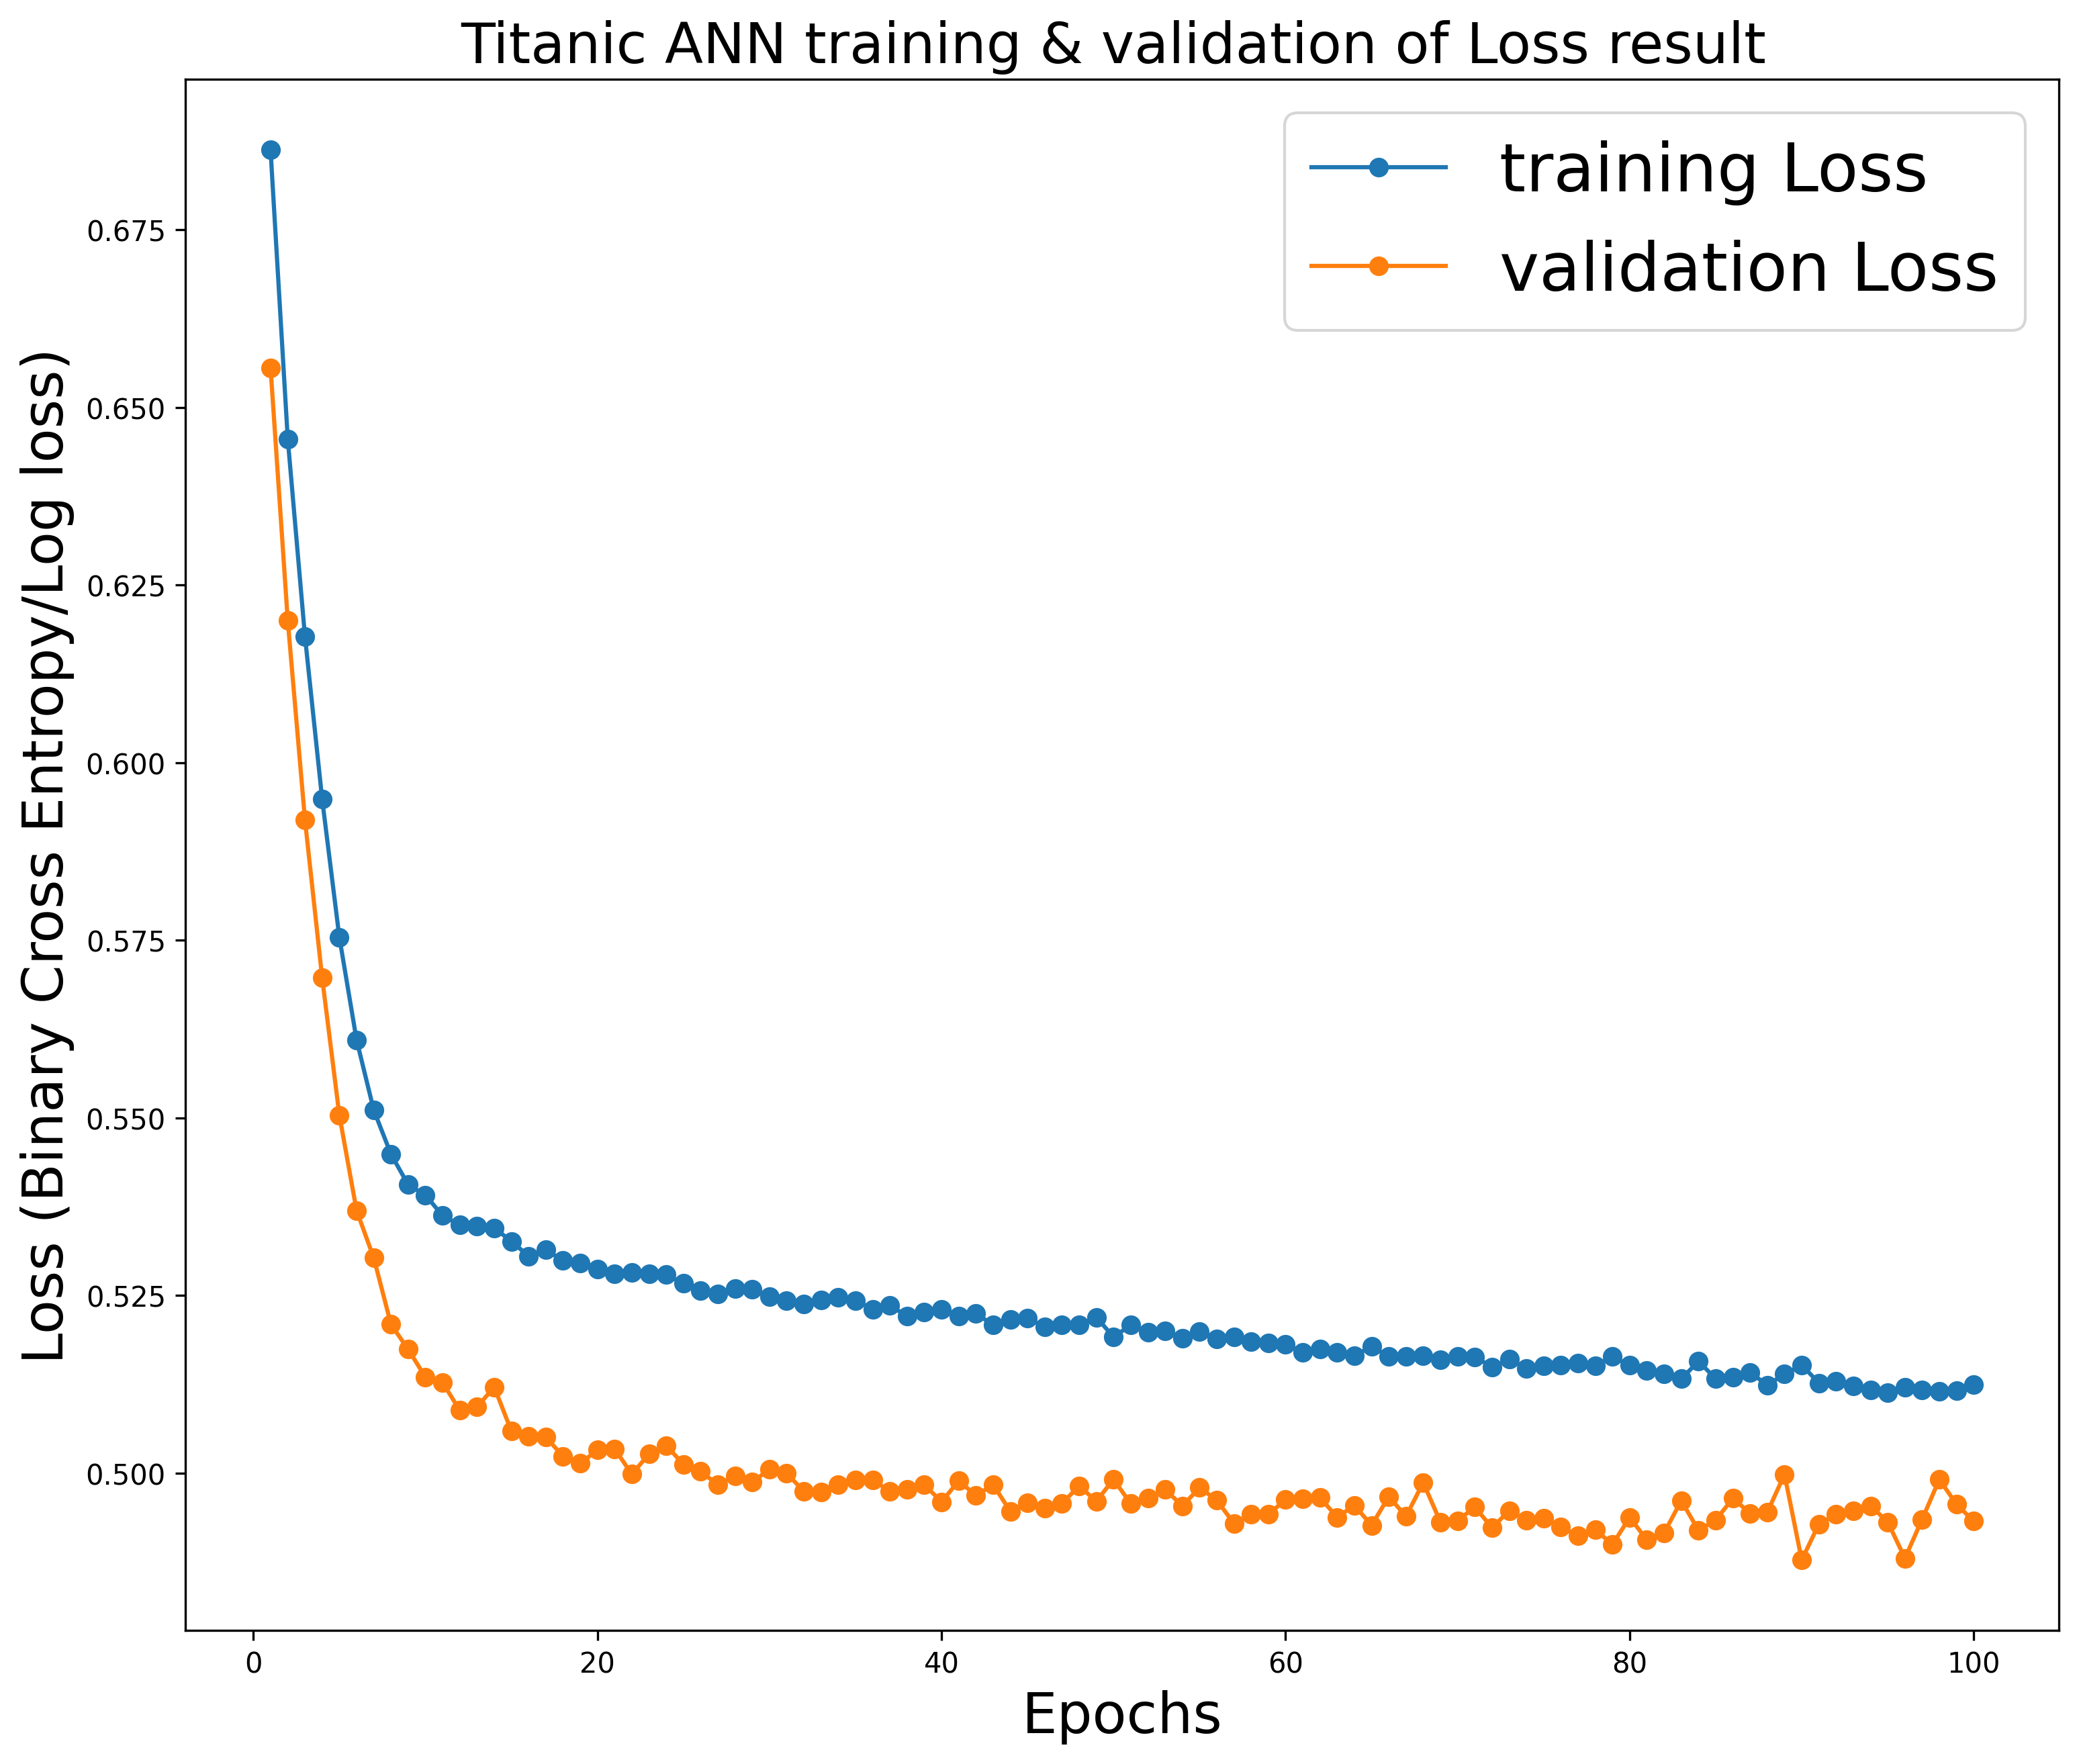 Titanic ANN training & validation of Loss result
training Loss
validation Loss
Loss (Binary Cross Entropy/Log loss)
0.675
0.650
0.625
0.600
0.575
0.550
0.525
0.500
0 20 40 60 80 100
Epochs